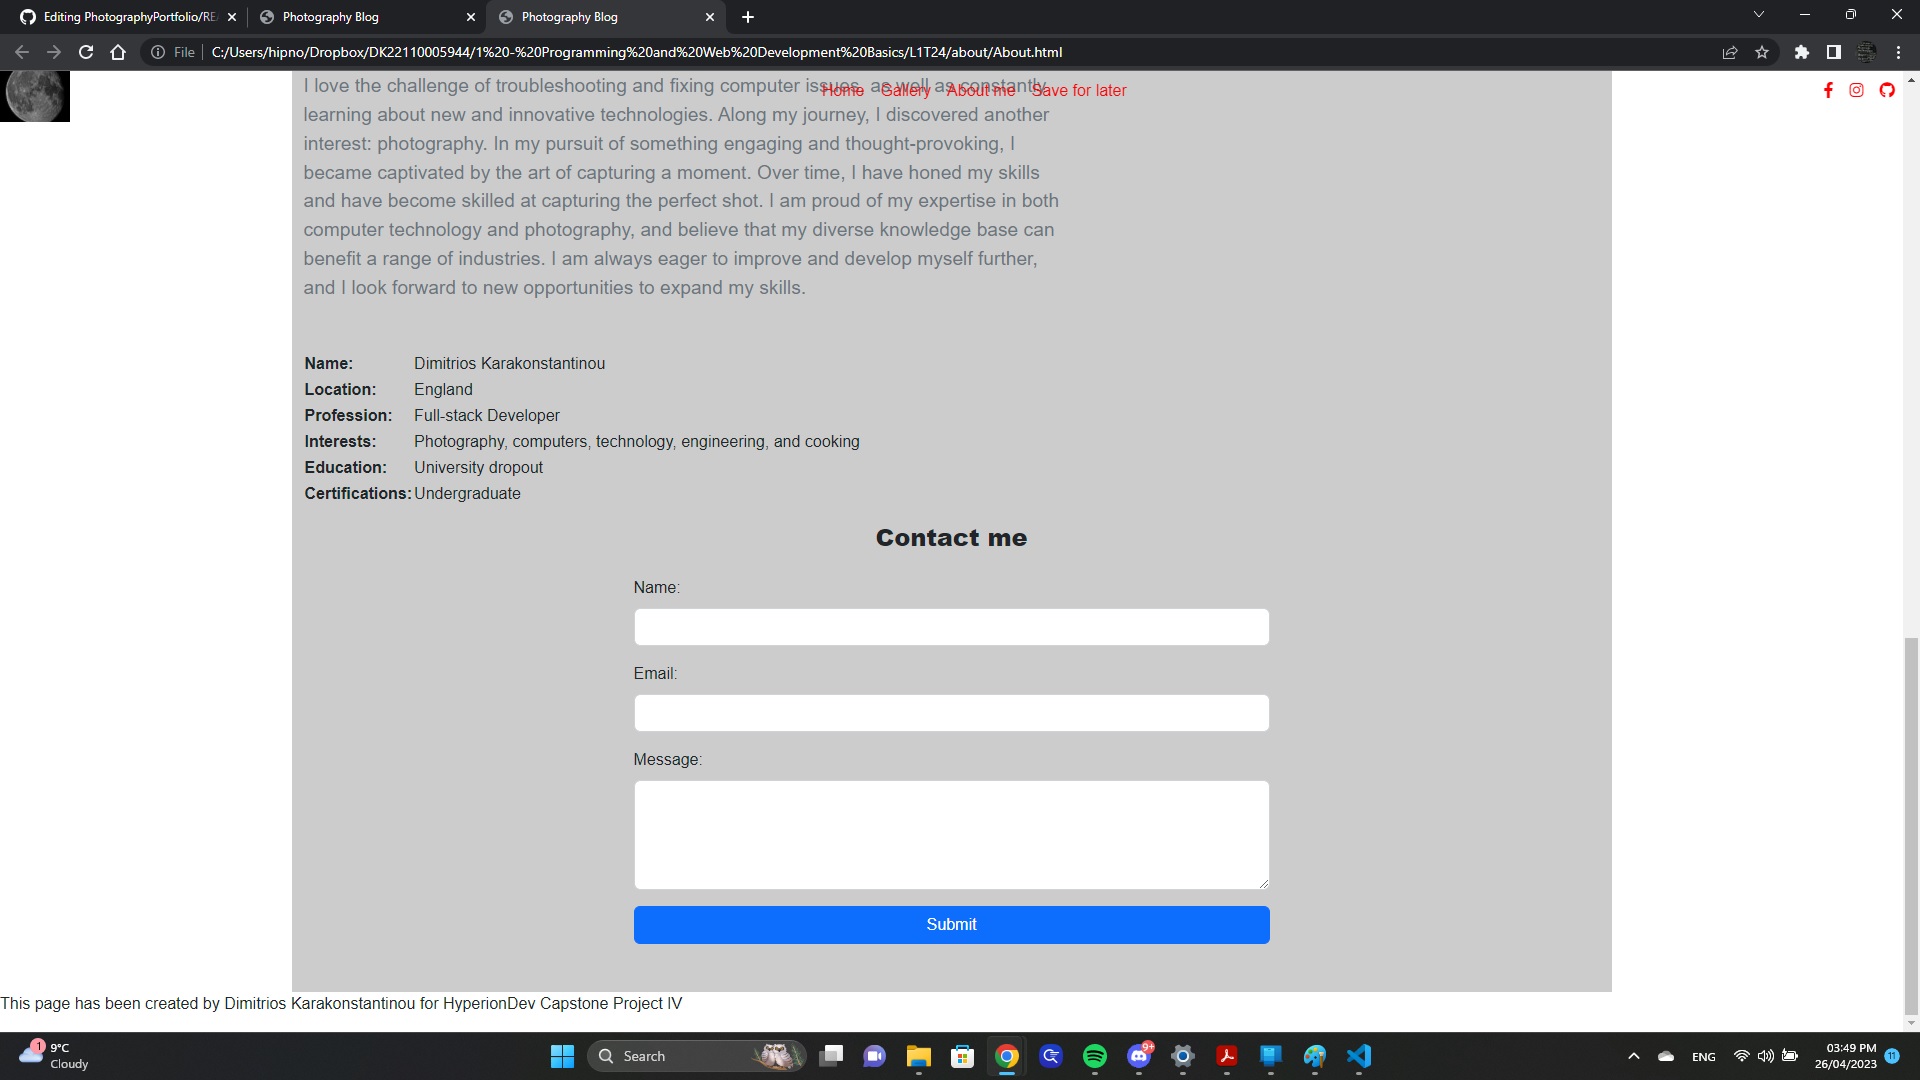 Editing PhotographyPortfolio/RE
Photography Blog
Photography Blog
File
C:/Users/hipno/Dropbox/DK22110005944/1%20-%20Programming%20and%20Web%20Development%20Basics/L1T24/about/About.html
Home Gallery About me Save for later
I love the challenge of troubleshooting and fixing computer issues, as well as constantly
learning about new and innovative technologies. Along my journey, I discovered another
interest: photography. In my pursuit of something engaging and thought-provoking, I
became captivated by the art of capturing a moment. Over time, I have honed my skills
and have become skilled at capturing the perfect shot. I am proud of my expertise in both
computer technology and photography, and believe that my diverse knowledge base can
benefit a range of industries. I am always eager to improve and develop myself further,
and I look forward to new opportunities to expand my skills.
Name: Dimitrios Karakonstantinou
Location: England
Profession: Full-stack Developer
Interests: Photography, computers, technology, engineering, and cooking
Education: University dropout
Certifications: Undergraduate
Contact me
Name:
Email:
Message:
Submit
This page has been created by Dimitrios Karakonstantinou for HyperionDev Capstone Project IV
1
9°C
Cloudy
Search
9+
ENG
03:49 PM
26/04/2023
11